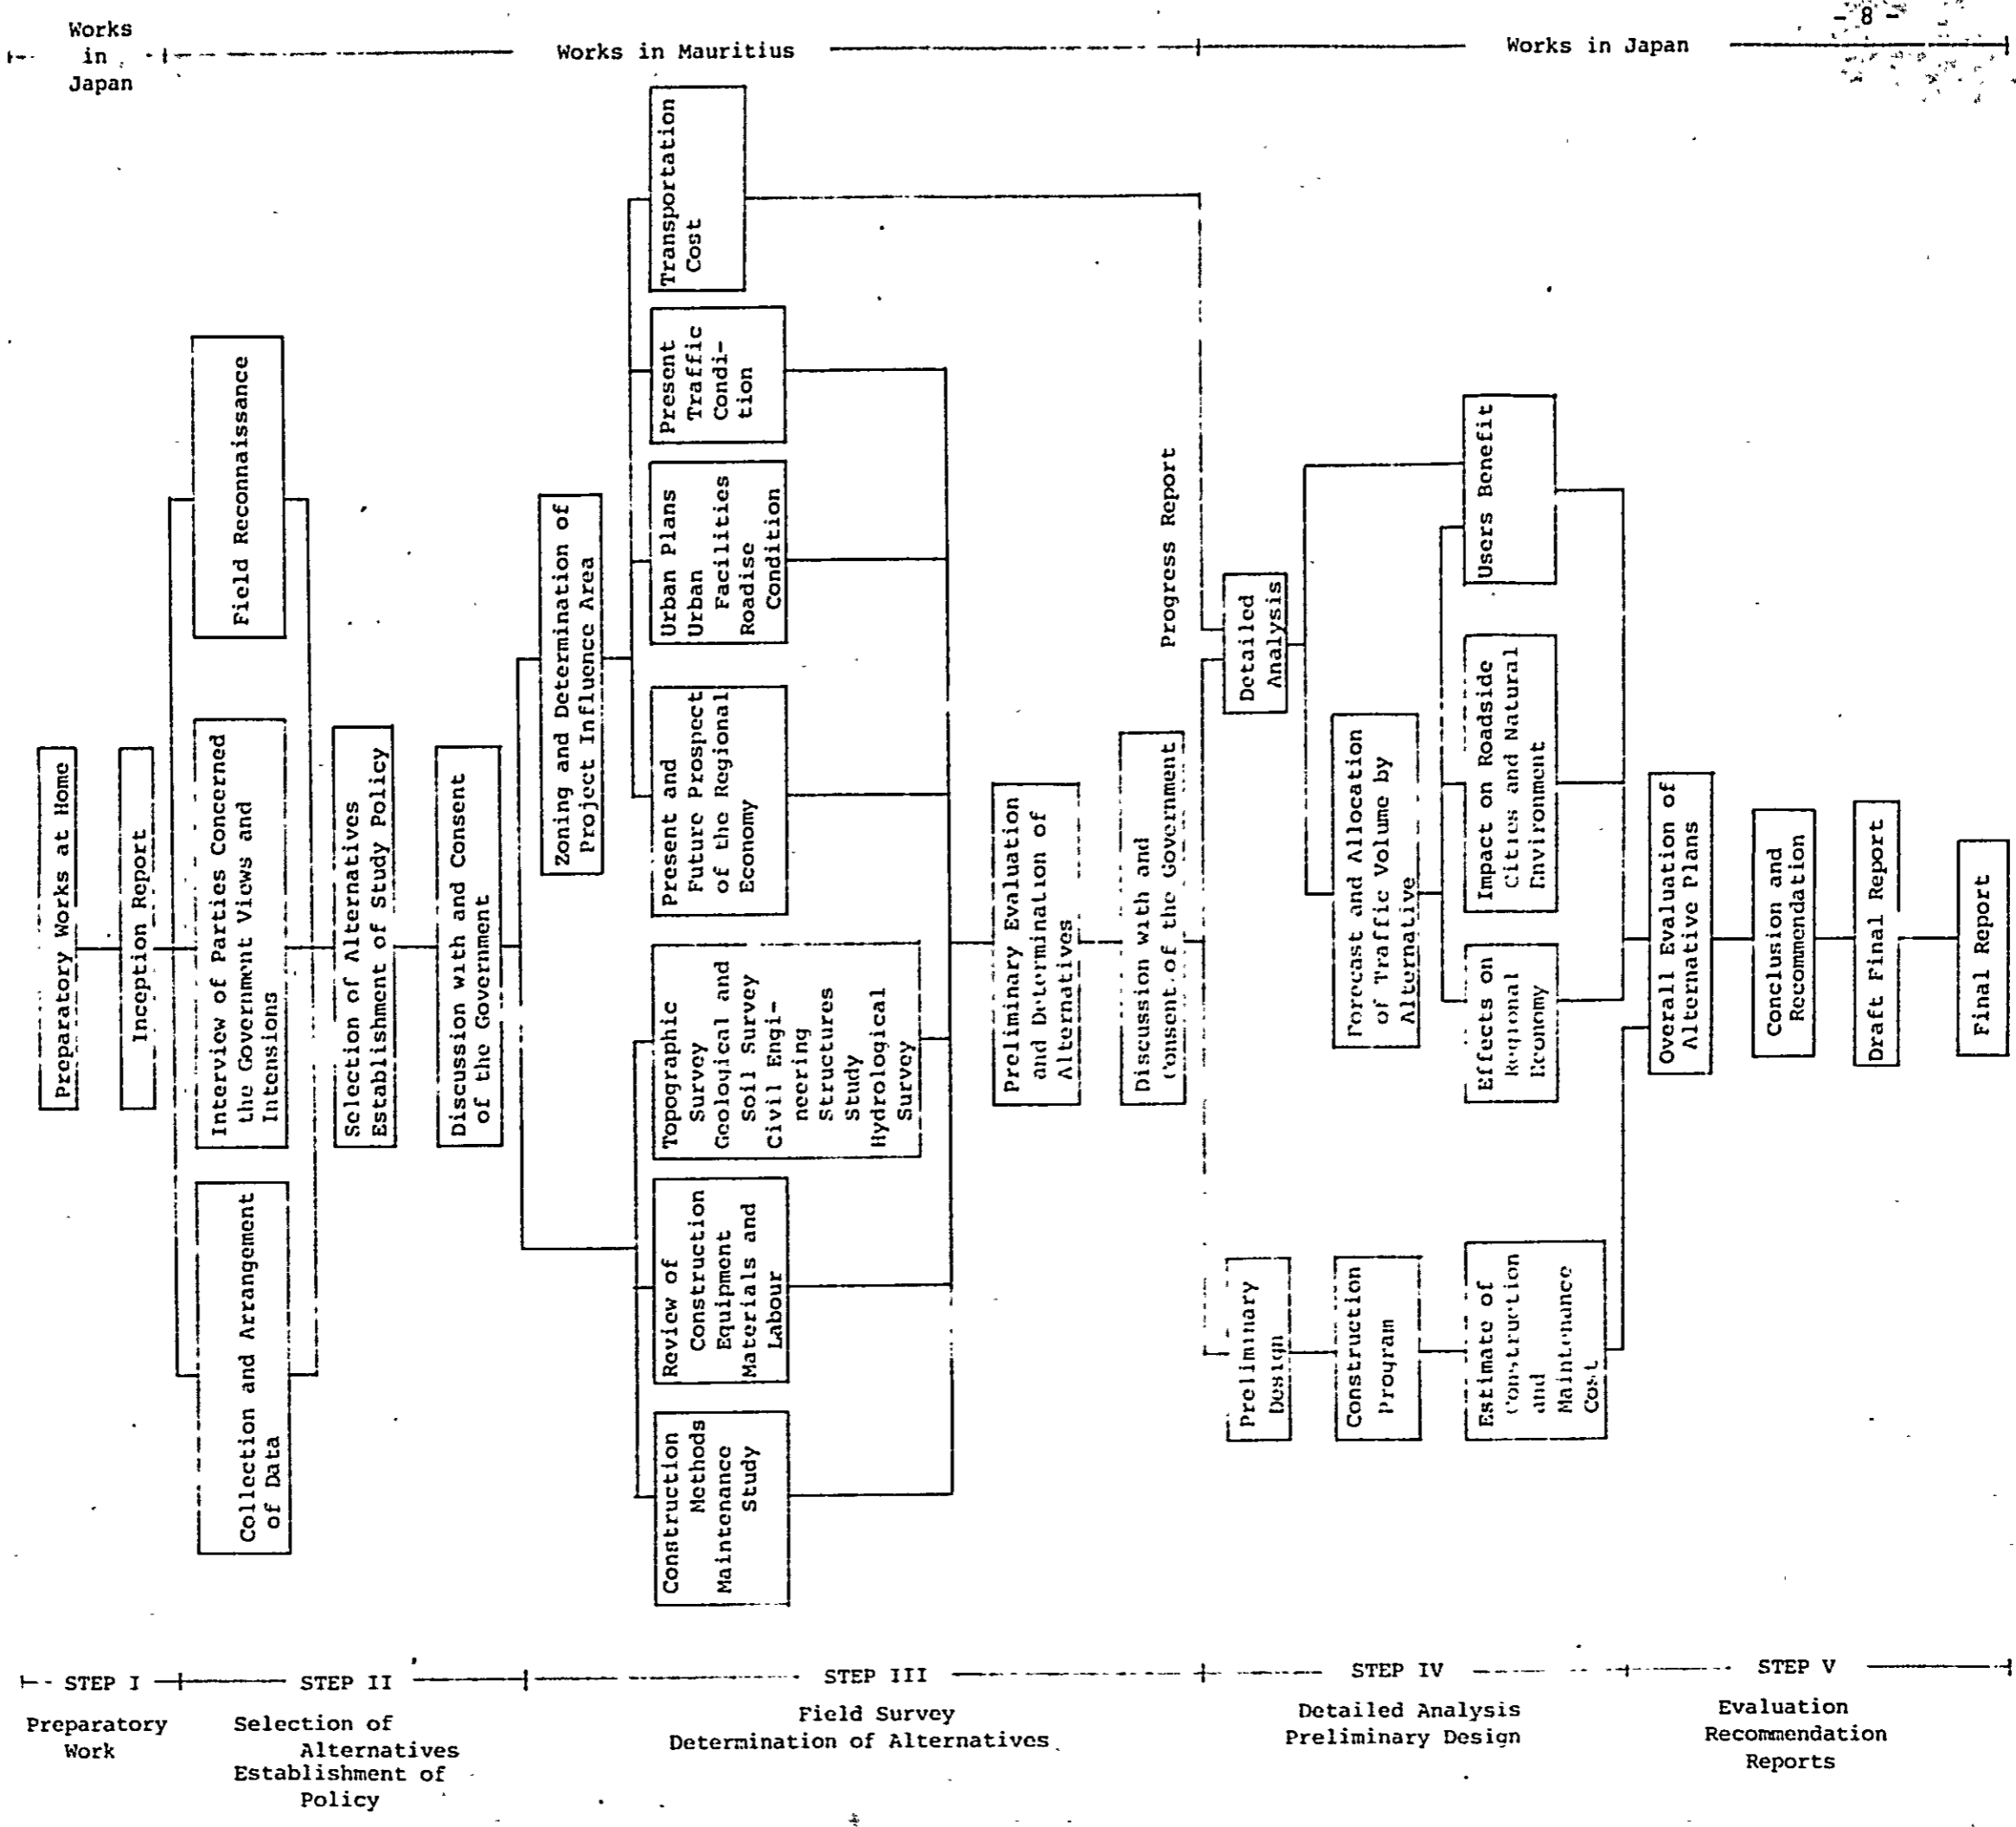 - 8 -
Works
in
Japan
Works in Mauritius
Works in Japan
Preparatory Works at Home
Inception Report
Field Reconnaissance
Interview of Parties Concerned
the Government Views and
Intensions
Collection and Arrangement
of Data
Selection of Alternatives
Establishment of Study Policy
Discussion with and Consent
of the Government
Zoning and Determination of
Project Influence Area
Transportation
Cost
Present
Traffic
Condi-
tion
Urban Plans
Urban
Facilities
Roadise
Condition
Present and
Future Prospect
of the Regional
Economy
Topographic
Survey
Geological and
Soil Survey
Civil Engi-
neering
Structures
Study
Hydrological
Survey
Review of
Construction
Equipment
Materials and
Labour
Construction
Methods
Maintenance
Study
Preliminary Evaluation
and Determination of
Alternatives
Discussion with and
Consent of the Government
Progress Report
Detailed
Analysis
Forecast and Allocation
of Traffic Volume by
Alternative
Users Benefit
Impact on Roadside
Cities and Natural
Environment
Effects on
Regional
Economy
Preliminary
Design
Construction
Program
Estimate of
Construction
and
Maintenance
Cost
Overall Evaluation of
Alternative Plans
Conclusion and
Recommendation
Draft Final Report
Final Report
STEP I
STEP II
STEP III
STEP IV
STEP V
Preparatory
Work
Selection of
Alternatives
Establishment of
Policy
Field Survey
Determination of Alternatives
Detailed Analysis
Preliminary Design
Evaluation
Recommendation
Reports